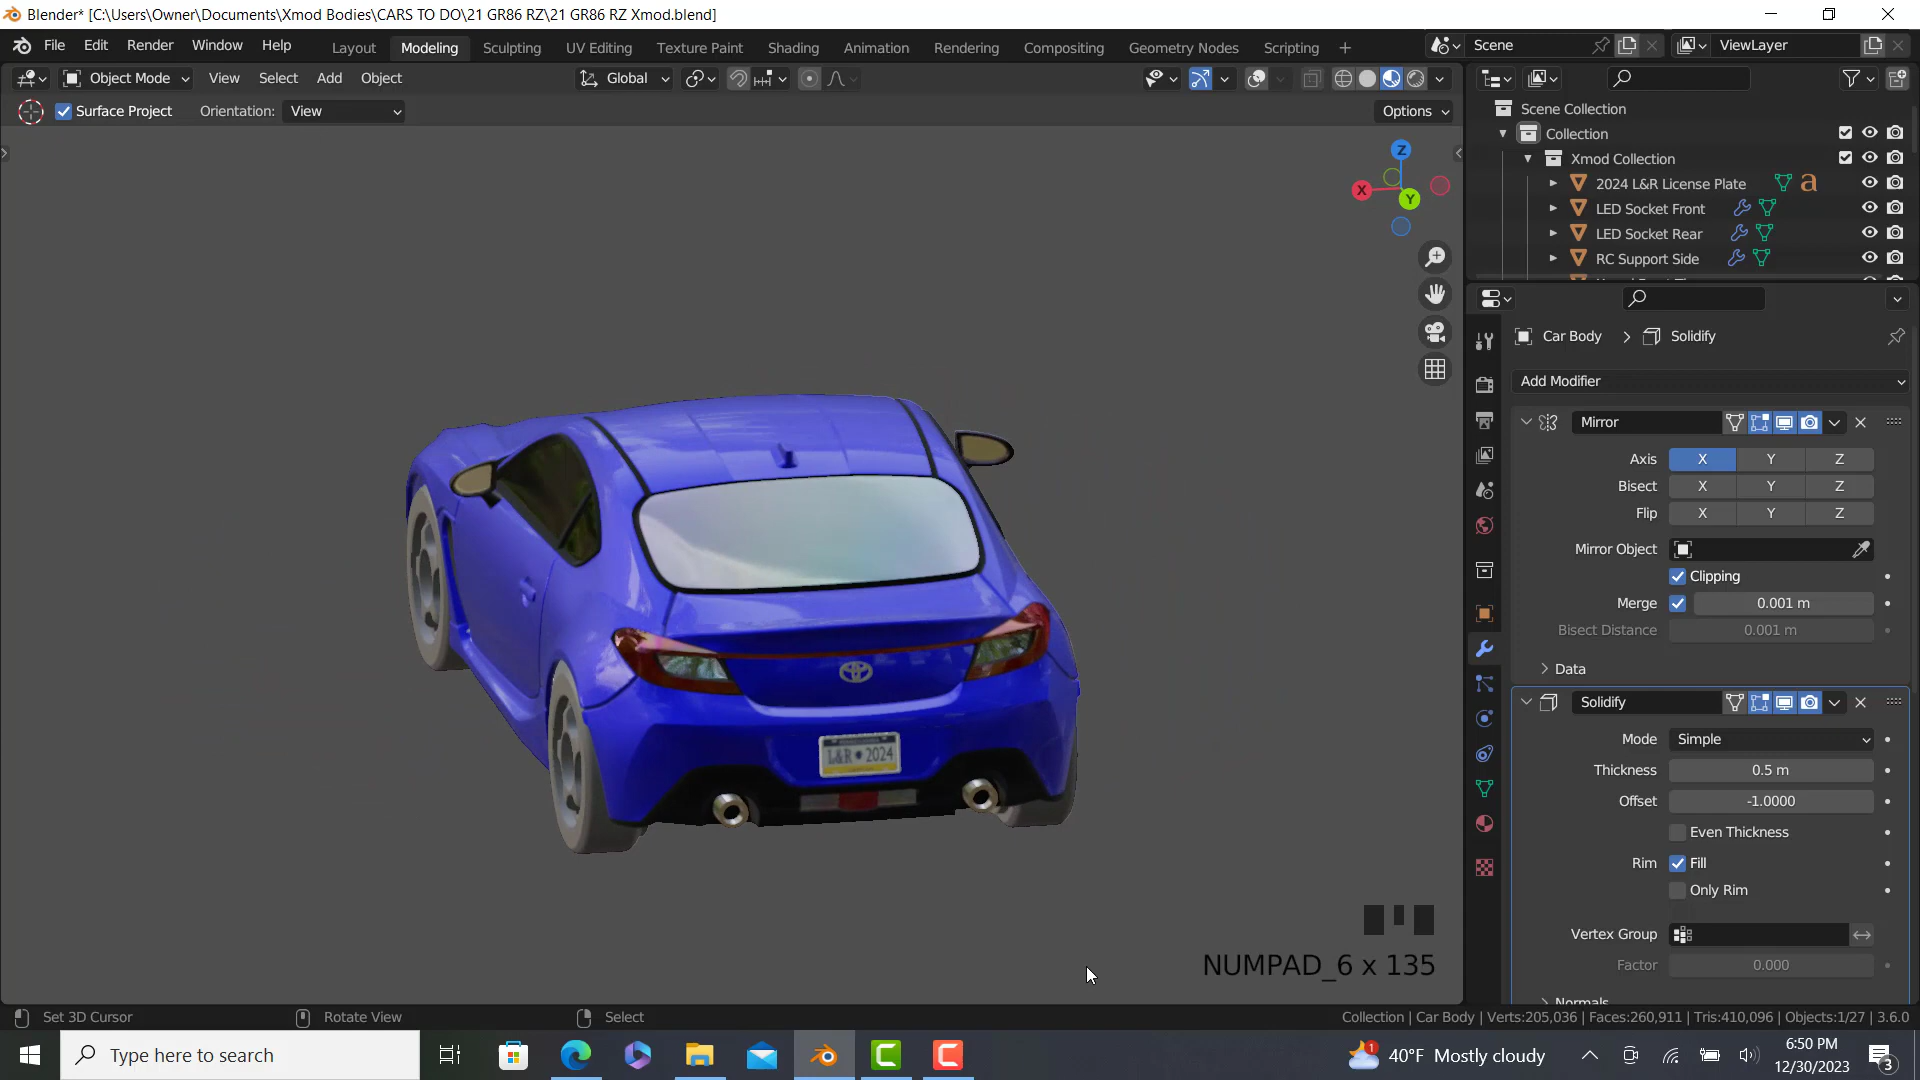 Blender* [C:\Users\Owner\Documents\Xmod Bodies\CARS TO DO\21 GR86 RZ\21 GR86 RZ Xmod.blend]
File Edit Render Window Help Layout Modeling Sculpting UV Editing Texture Paint Shading Animation Rendering Compositing Geometry Nodes Scripting + Scene ViewLayer
Object Mode View Select Add Object Global
Surface Project Orientation: View Options
Scene Collection
Collection
Xmod Collection
2024 L&R License Plate
LED Socket Front
LED Socket Rear
RC Support Side
Z
X
Y
Car Body > Solidify
Add Modifier
Mirror
Axis X Y Z
Bisect X Y Z
Flip X Y Z
Mirror Object
Clipping
Merge 0.001 m
Bisect Distance 0.001 m
Data
Solidify
Mode Simple
Thickness 0.5 m
Offset -1.0000
Even Thickness
Rim Fill
Only Rim
Vertex Group
Factor 0.000
Normals
L&R 2024
NUMPAD_6 x 135
Set 3D Cursor Rotate View Select Collection | Car Body | Verts:205,036 | Faces:260,911 | Tris:410,096 | Objects:1/27 | 3.6.0
Type here to search
1
40°F Mostly cloudy
6:50 PM
12/30/2023
3